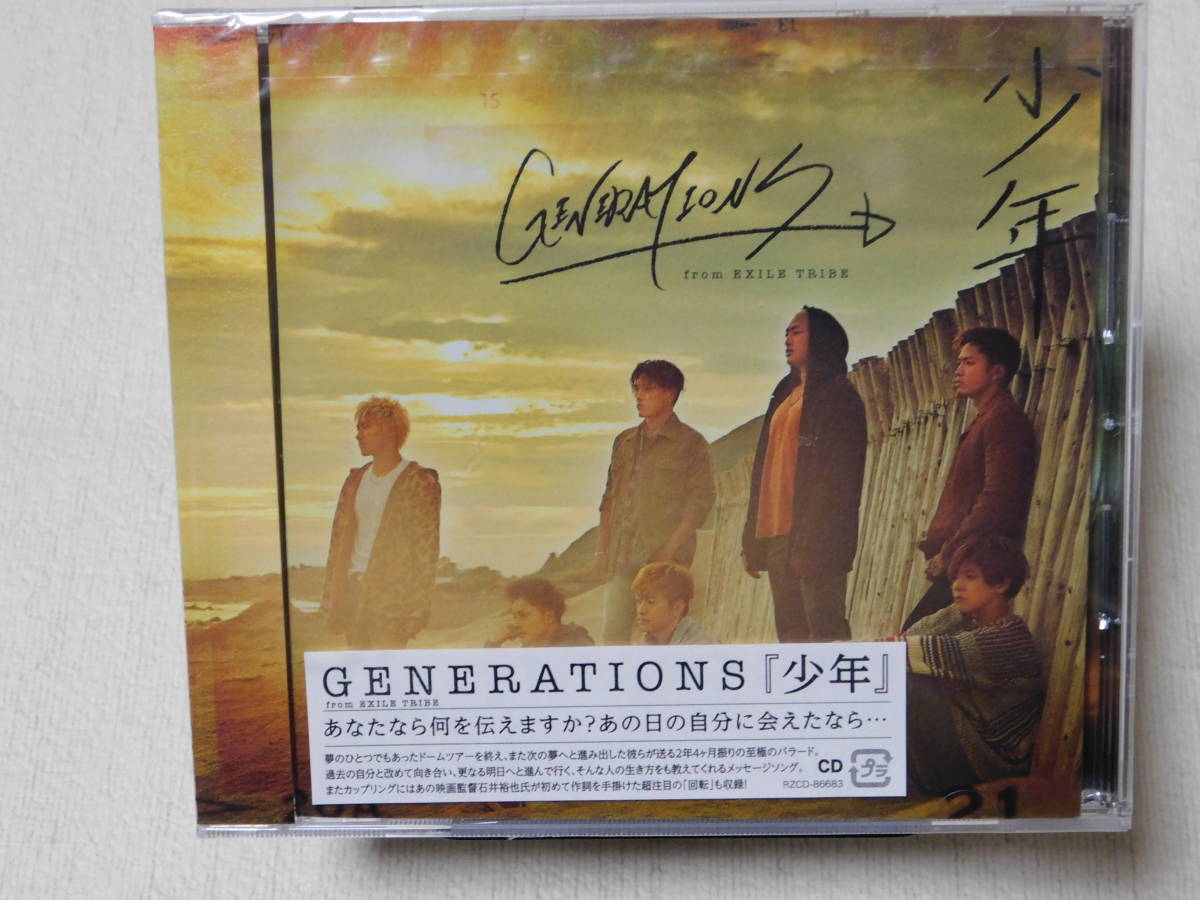 少年
GENERATIONS
from EXILE TRIBE
GENERATIONS『少年』
from EXILE TRIBE
あなたなら何を伝えますか?あの日の自分に会えたなら…
夢のひとつでもあったドームツアーを終え、また次の夢へと進み出した彼らが送る2年4ヶ月振りの至極のバラード。
過去の自分と改めて向き合い、更なる明日へと進んで行く、そんな人の生き方をも教えてくれるメッセージソング。
またカップリングにはあの映画監督石井裕也氏が初めて作詞を手掛けた超注目の「回転」も収録!
CD
プラ
RZCD-86683
21